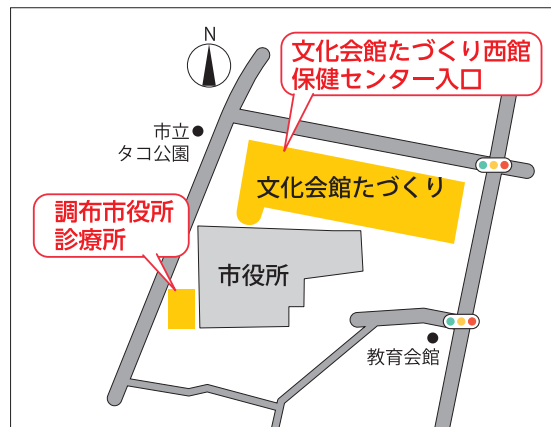 N
文化会館たづくり西館
保健センター入口
市立
タコ公園
文化会館たづくり
調布市役所
診療所
市役所
教育会館